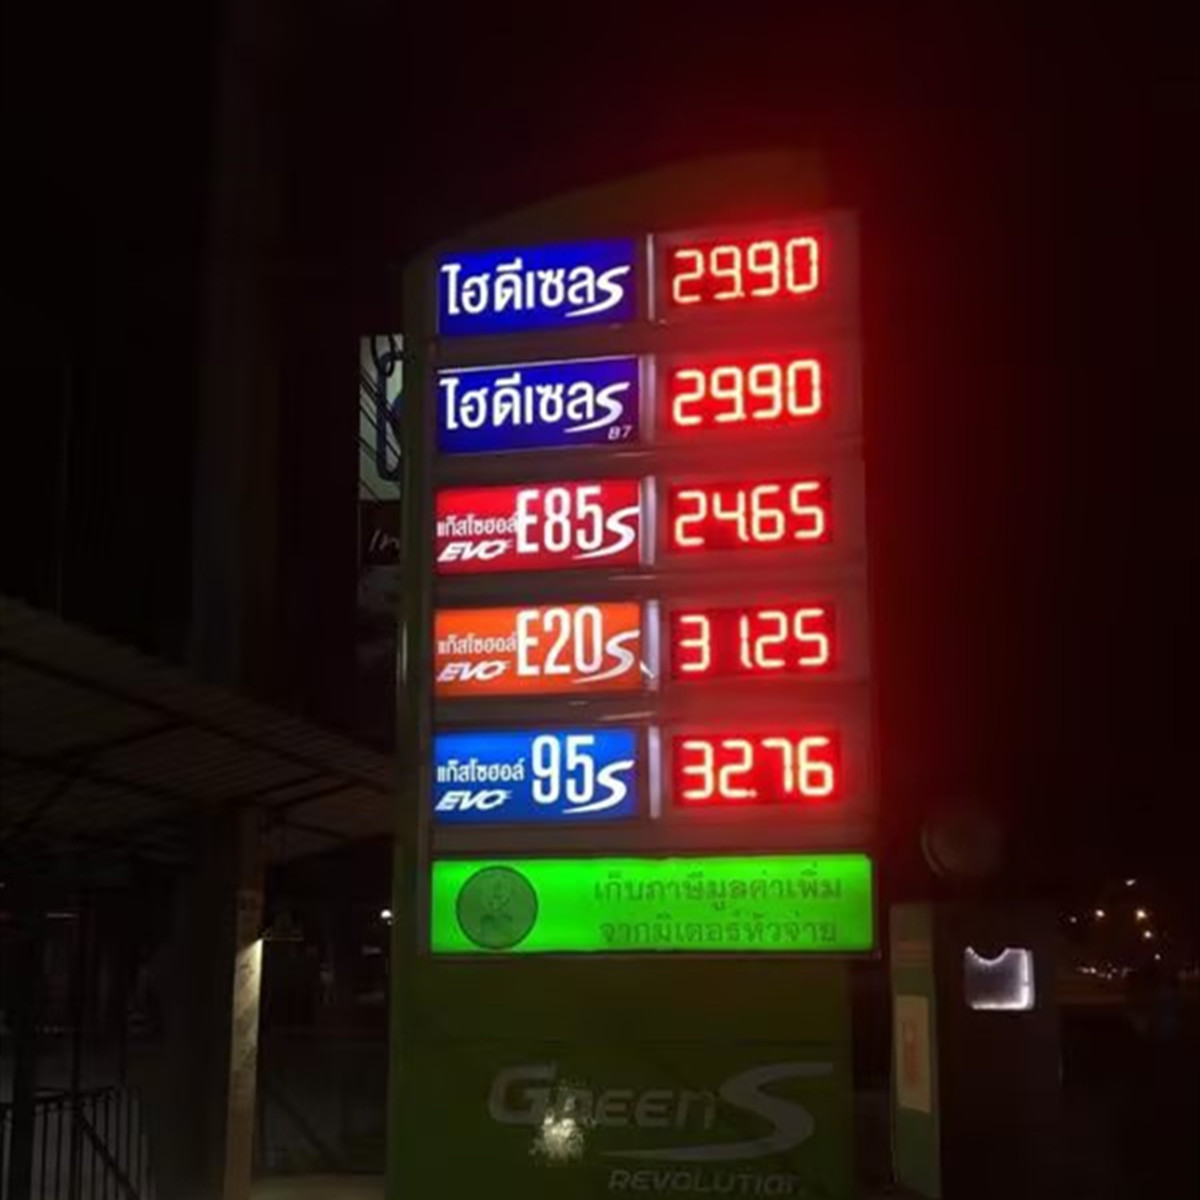 ไฮดีเซลS 29.90
ไฮดีเซลS 29.90
B7
แก๊สโซฮอล์ E85S 24.65
EVO
แก๊สโซฮอล์ E20S 31.25
EVO
แก๊สโซฮอล์ 95S 32.76
EVO
เก็บภาษีมูลค่าเพิ่ม
จากมิเตอร์หัวจ่าย
GREEN S
REVOLUTION